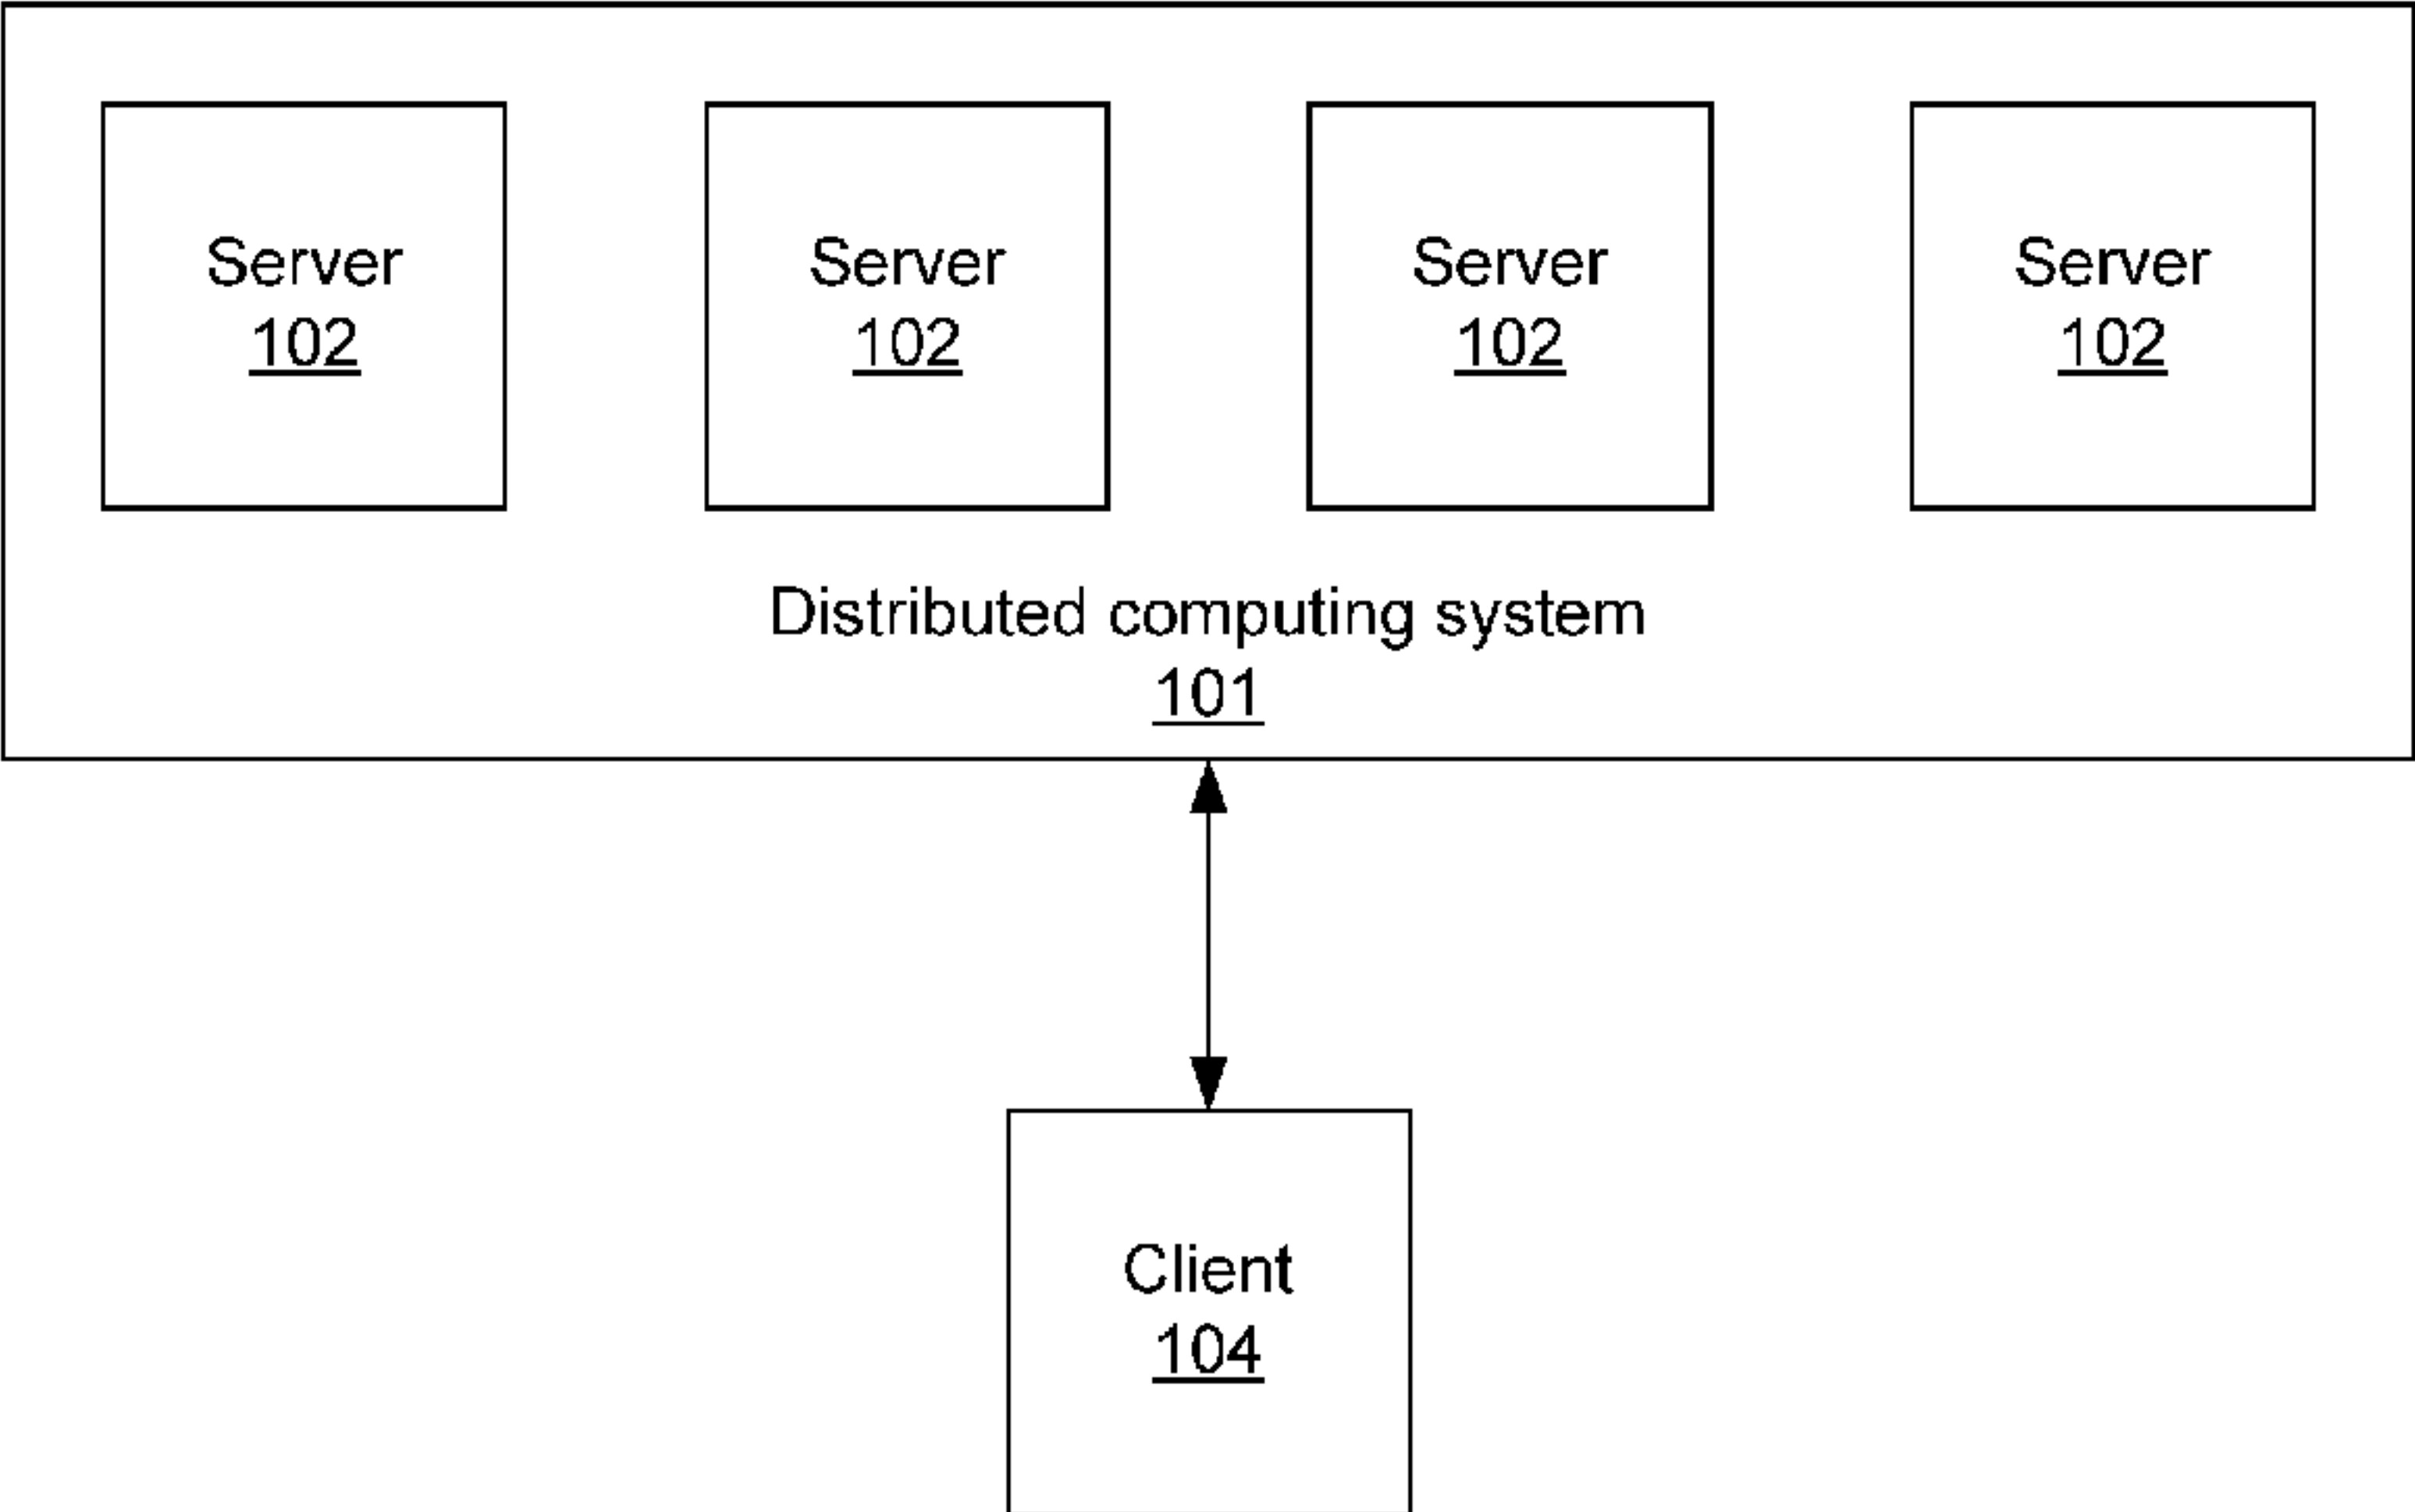 Server Server Server Server
102 102 102 102
Distributed computing system
101
Client
104